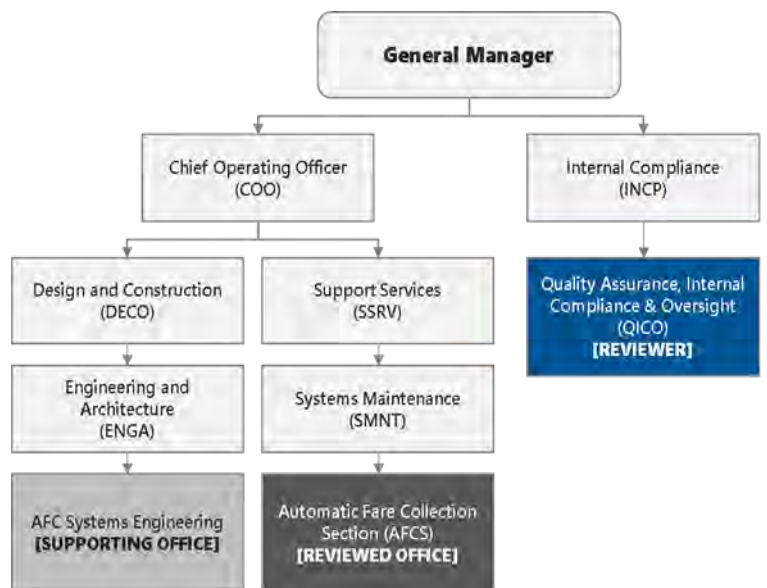 General Manager
Chief Operating Officer
(COO)
Internal Compliance
(INCP)
Design and Construction
(DECO)
Support Services
(SSRV)
Quality Assurance, Internal
Compliance & Oversight
(QICO)
[REVIEWER]
Engineering and
Architecture
(ENGA)
Systems Maintenance
(SMNT)
AFC Systems Engineering
[SUPPORTING OFFICE]
Automatic Fare Collection
Section (AFCS)
[REVIEWED OFFICE]